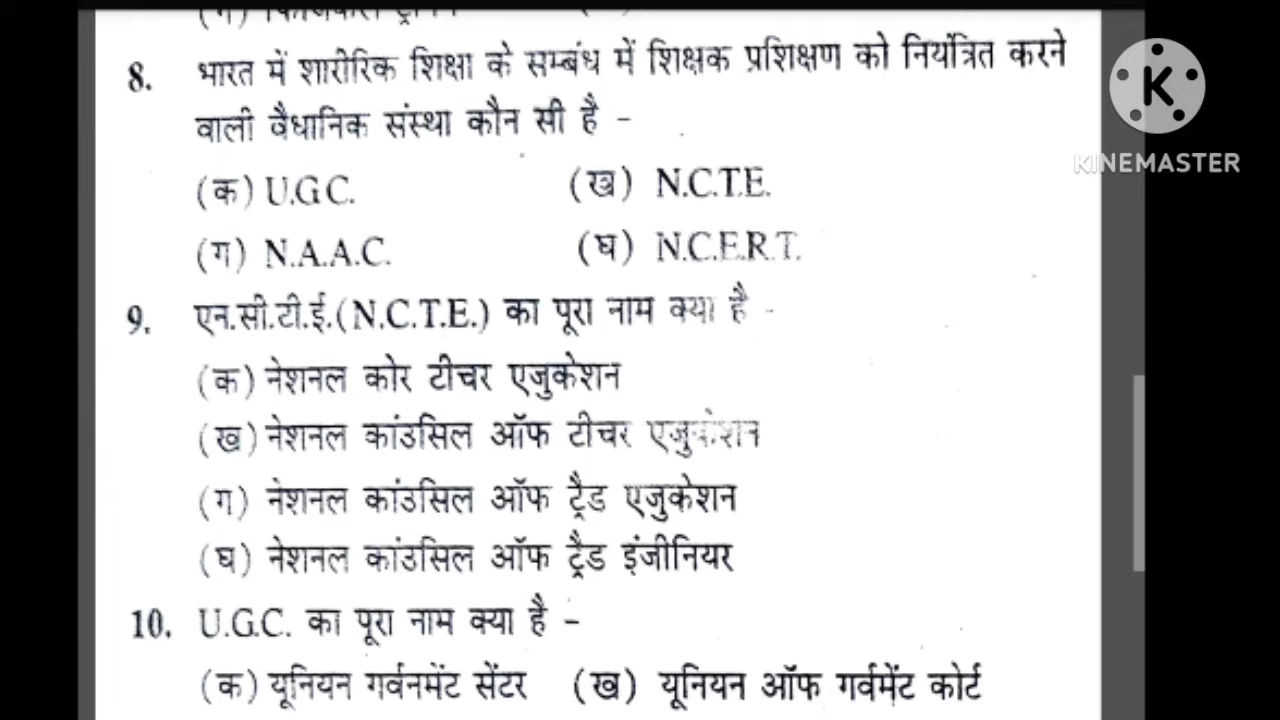 8. भारत में शारीरिक शिक्षा के सम्बंध में शिक्षक प्रशिक्षण को नियंत्रित करने
वाली वैधानिक संस्था कौन सी है -
(क) U.G.C. (ख) N.C.T.E.
(ग) N.A.A.C. (घ) N.C.E.R.T.
9. एन.सी.टी.ई.(N.C.T.E.) का पूरा नाम क्या है -
(क) नेशनल कोर टीचर एजुकेशन
(ख) नेशनल कांउसिल ऑफ टीचर एजुकेशन
(ग) नेशनल कांउसिल ऑफ ट्रैड एजुकेशन
(घ) नेशनल कांउसिल ऑफ ट्रैड इंजीनियर
10. U.G.C. का पूरा नाम क्या है -
(क) यूनियन गर्वनमेंट सेंटर (ख) यूनियन ऑफ गर्वमेंट कोर्ट
K
KINEMASTER